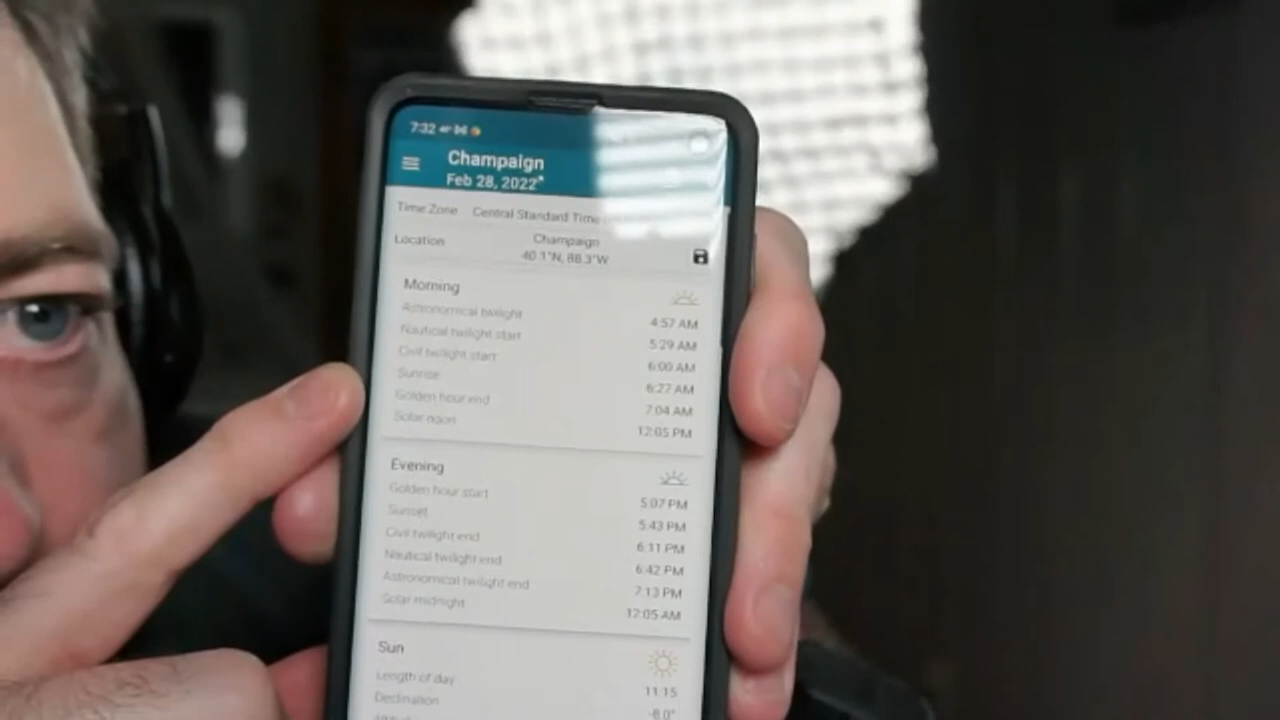 7:32
Champaign
Feb 28, 2022*
Time Zone Central Standard Time
Location Champaign
40.1°N, 88.3°W
Morning
Astronomical twilight 4:57 AM
Nautical twilight start 5:29 AM
Civil twilight start 6:00 AM
Sunrise 6:27 AM
Golden hour end 7:04 AM
Solar noon 12:05 PM
Evening
Golden hour start 5:07 PM
Sunset 5:43 PM
Civil twilight end 6:11 PM
Nautical twilight end 6:42 PM
Astronomical twilight end 7:13 PM
Solar midnight 12:05 AM
Sun
Length of day 11:15
Declination -8.0°